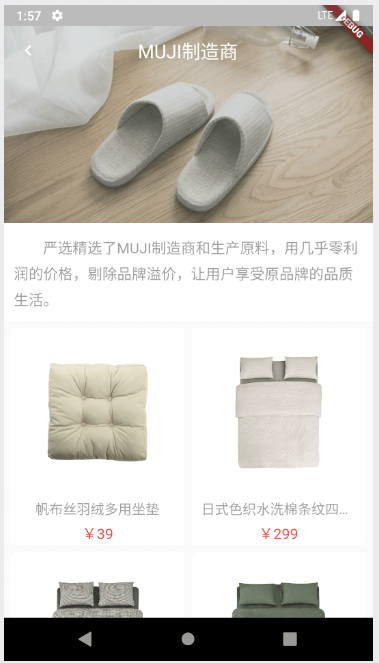 1:57 LTE DEBUG
MUJI制造商
严选精选了MUJI制造商和生产原料，用几乎零利
润的价格，剔除品牌溢价，让用户享受原品牌的品质
生活。
帆布丝羽绒多用坐垫 日式色织水洗棉条纹四...
￥39 ￥299